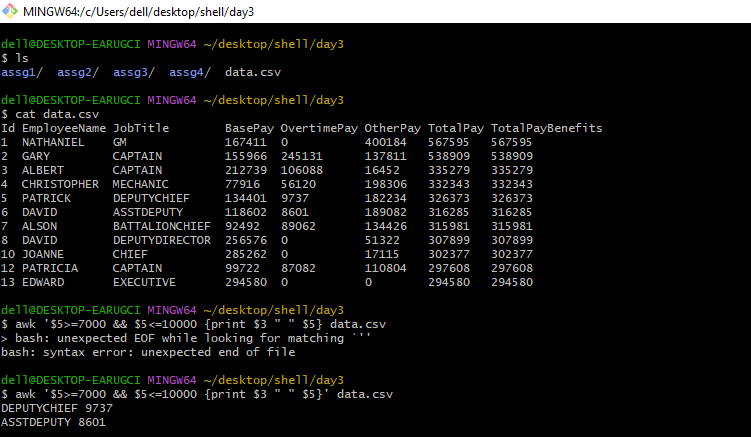 MINGW64:/c/Users/dell/desktop/shell/day3
dell@DESKTOP-EARUGCI MINGW64 ~/desktop/shell/day3
$ ls
assg1/  assg2/  assg3/  assg4/  data.csv
dell@DESKTOP-EARUGCI MINGW64 ~/desktop/shell/day3
$ cat data.csv
Id EmployeeName JobTitle        BasePay OvertimePay OtherPay TotalPay TotalPayBenefits
1  NATHANIEL    GM              167411  0           400184   567595   567595
2  GARY         CAPTAIN         155966  245131      137811   538909   538909
3  ALBERT       CAPTAIN         212739  106088      16452    335279   335279
4  CHRISTOPHER  MECHANIC        77916   56120       198306   332343   332343
5  PATRICK      DEPUTYCHIEF     134401  9737        182234   326373   326373
6  DAVID        ASSTDEPUTY      118602  8601        189082   316285   316285
7  ALSON        BATTALIONCHIEF  92492   89062       134426   315981   315981
8  DAVID        DEPUTYDIRECTOR  256576  0           51322    307899   307899
10 JOANNE       CHIEF           285262  0           17115    302377   302377
12 PATRICIA     CAPTAIN         99722   87082       110804   297608   297608
13 EDWARD       EXECUTIVE       294580  0           0        294580   294580
dell@DESKTOP-EARUGCI MINGW64 ~/desktop/shell/day3
$ awk '$5>=7000 && $5<=10000 {print $3 " " $5} data.csv
> bash: unexpected EOF while looking for matching `''
bash: syntax error: unexpected end of file
dell@DESKTOP-EARUGCI MINGW64 ~/desktop/shell/day3
$ awk '$5>=7000 && $5<=10000 {print $3 " " $5}' data.csv
DEPUTYCHIEF 9737
ASSTDEPUTY 8601